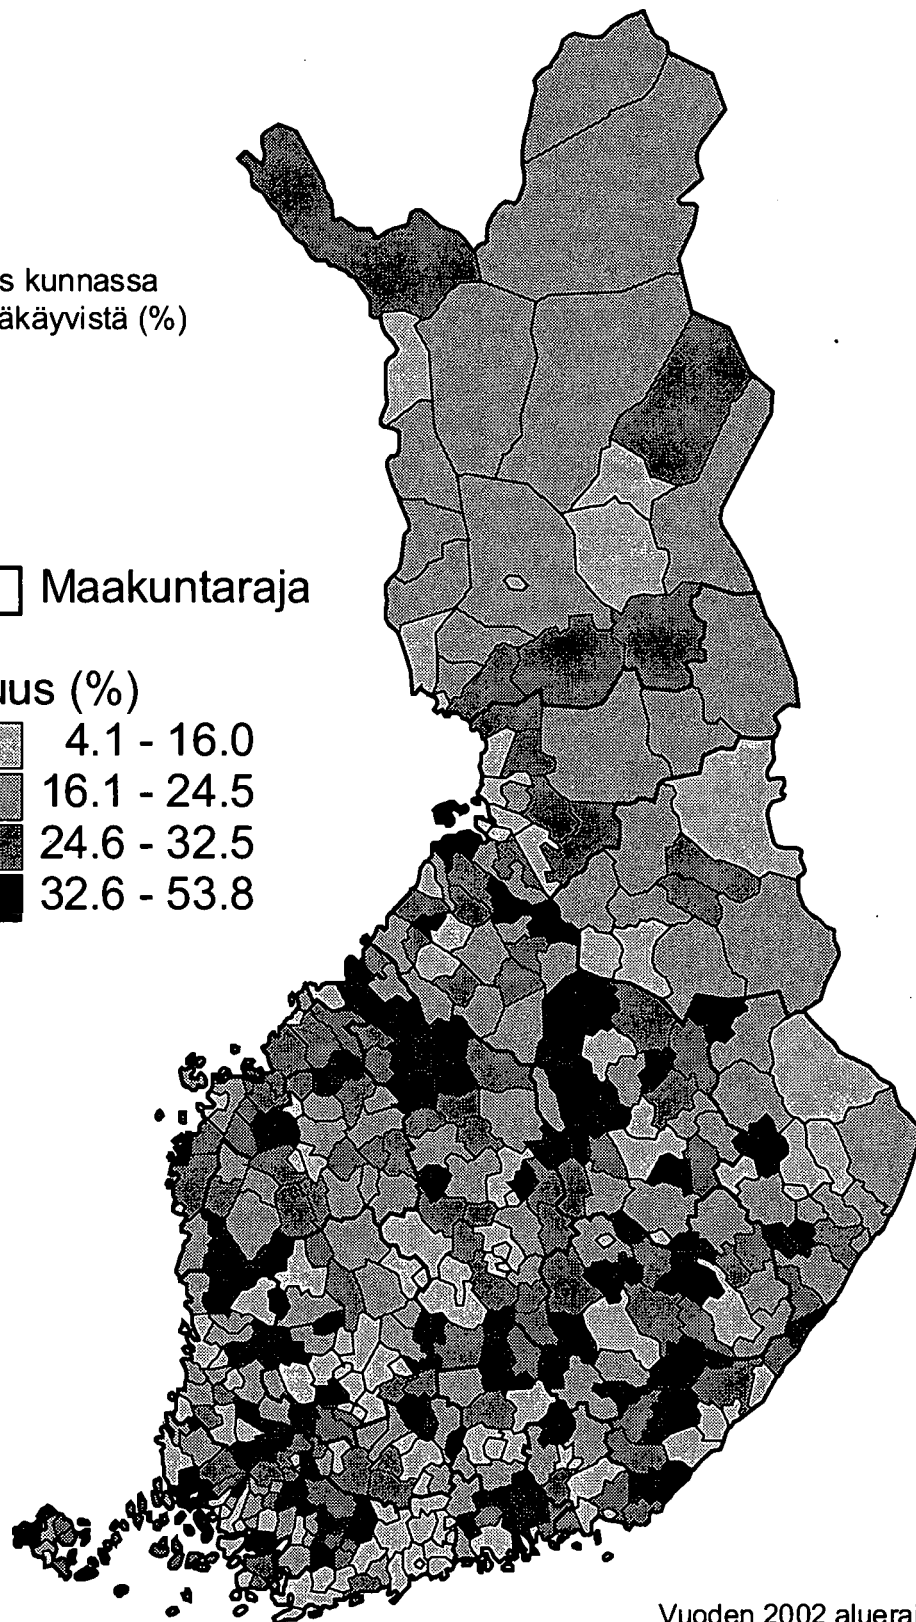 s kunnassa
äkäyvistä (%)
Maakuntaraja
uus (%)
4.1 - 16.0
16.1 - 24.5
24.6 - 32.5
32.6 - 53.8
Vuoden 2002 aluera